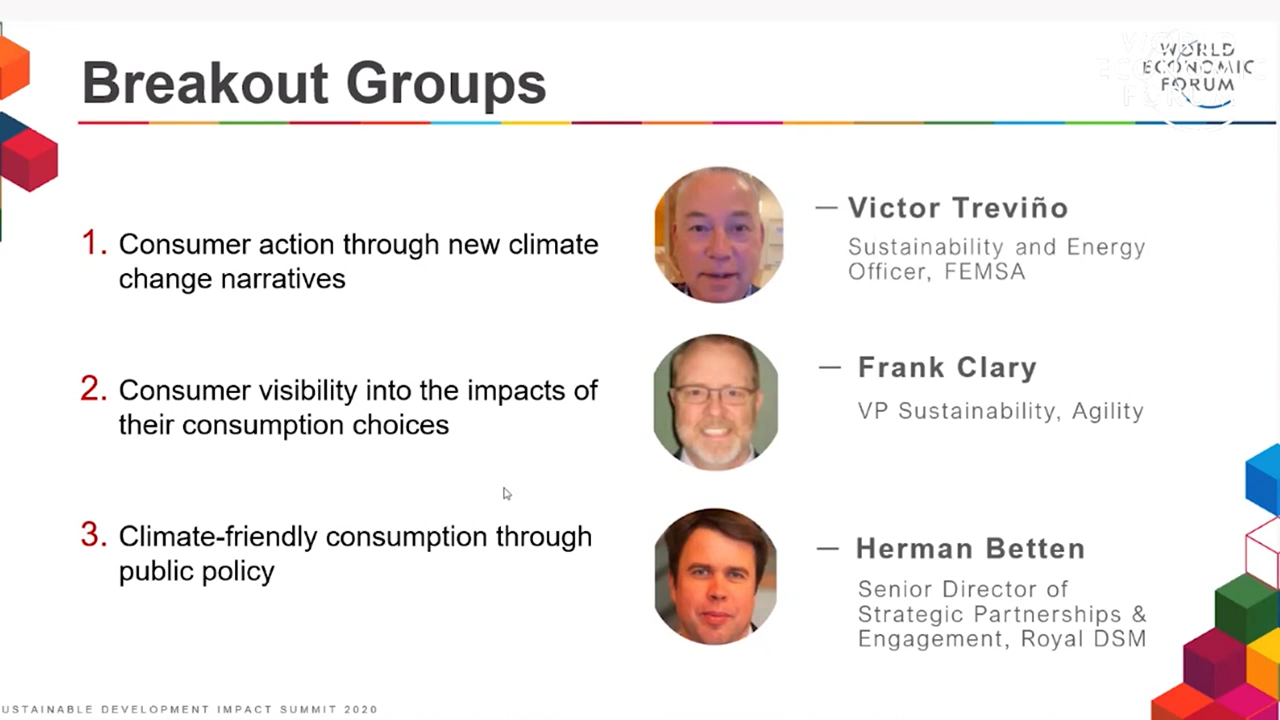 Breakout Groups
WORLD
ECONOMIC
FORUM
1. Consumer action through new climate
change narratives
— Victor Treviño
Sustainability and Energy
Officer, FEMSA
2. Consumer visibility into the impacts of
their consumption choices
— Frank Clary
VP Sustainability, Agility
3. Climate-friendly consumption through
public policy
— Herman Betten
Senior Director of
Strategic Partnerships &
Engagement, Royal DSM
USTAINABLE DEVELOPMENT IMPACT SUMMIT 2020